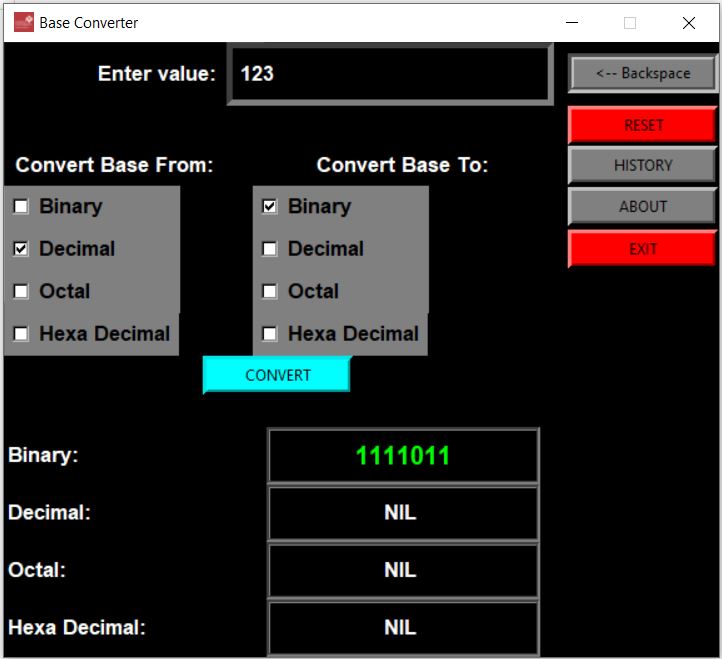 Base Converter
Enter value: 123
<-- Backspace
RESET
HISTORY
ABOUT
EXIT
Convert Base From:
Binary
Decimal
Octal
Hexa Decimal
Convert Base To:
Binary
Decimal
Octal
Hexa Decimal
CONVERT
Binary: 1111011
Decimal: NIL
Octal: NIL
Hexa Decimal: NIL